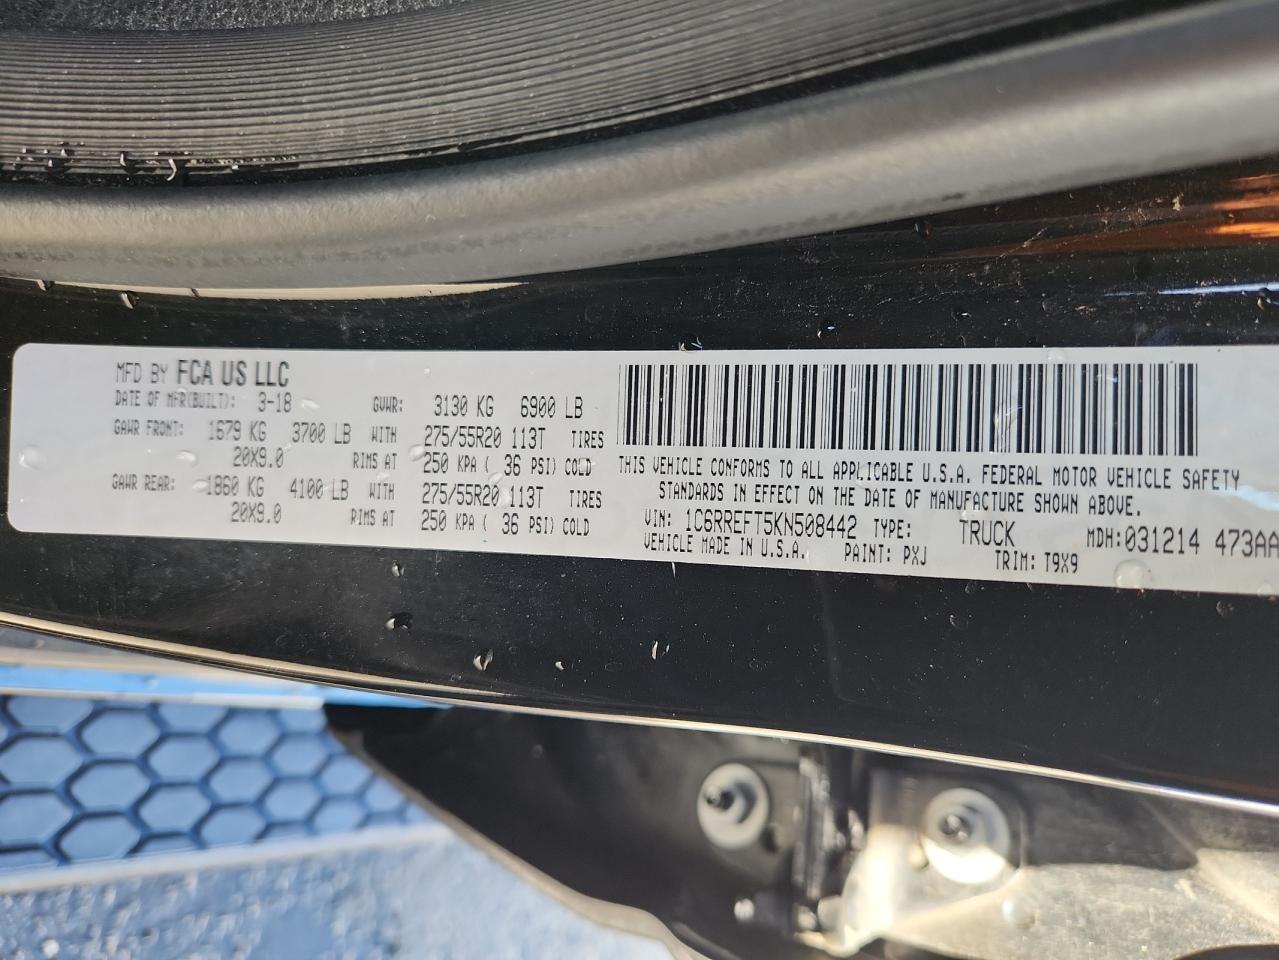 MFD BY FCA US LLC
DATE OF MFR(BUILT): 3-18 GVWR: 3130 KG 6900 LB
GAWR FRONT: 1679 KG 3700 LB WITH 275/55R20 113T TIRES
20X9.0 RIMS AT 250 KPA ( 36 PSI) COLD
GAWR REAR: 1860 KG 4100 LB WITH 275/55R20 113T TIRES
20X9.0 RIMS AT 250 KPA ( 36 PSI) COLD
THIS VEHICLE CONFORMS TO ALL APPLICABLE U.S.A. FEDERAL MOTOR VEHICLE SAFETY
STANDARDS IN EFFECT ON THE DATE OF MANUFACTURE SHOWN ABOVE.
VIN: 1C6RREFT5KN508442 TYPE: TRUCK MDH:031214 473AA
VEHICLE MADE IN U.S.A. PAINT: PXJ TRIM: T9X9